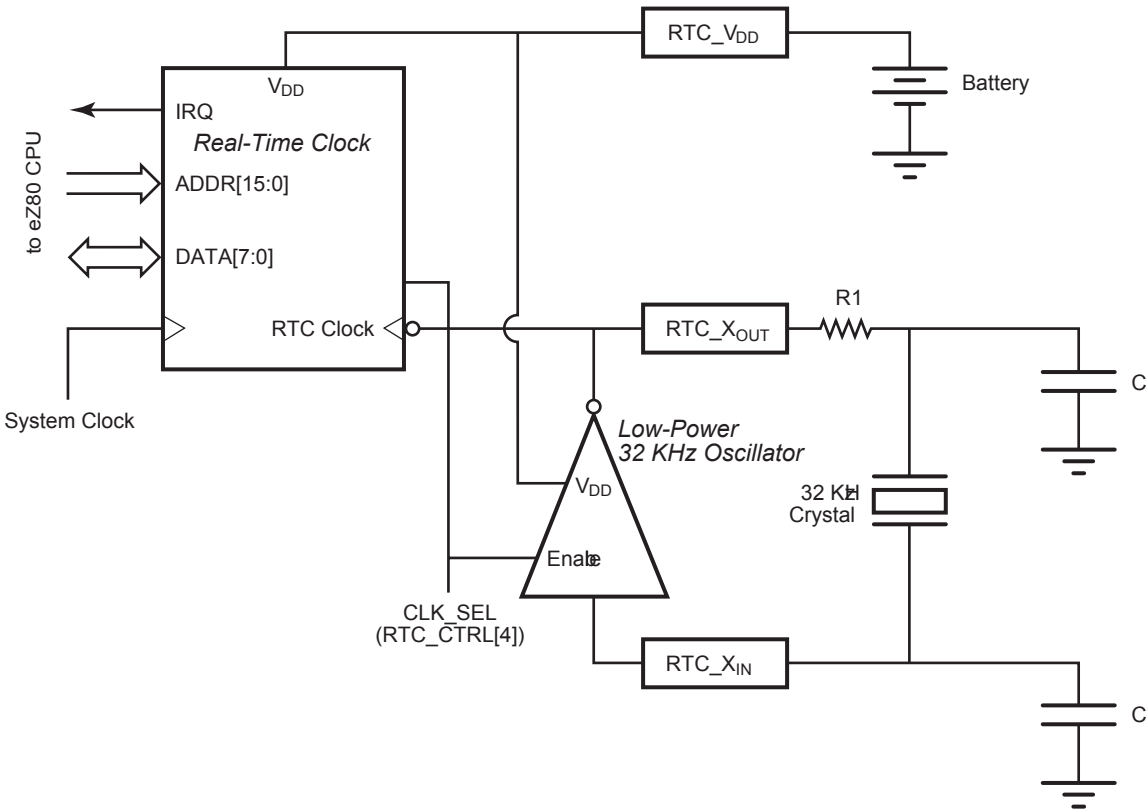 RTC_VDD
VDD
Battery
IRQ
Real-Time Clock
to eZ80 CPU
ADDR[15:0]
DATA[7:0]
R1
RTC Clock
RTC_XOUT
C
System Clock
Low-Power
32 KHz Oscillator
VDD
32 KHz
Crystal
Enable
CLK_SEL
(RTC_CTRL[4])
RTC_XIN
C